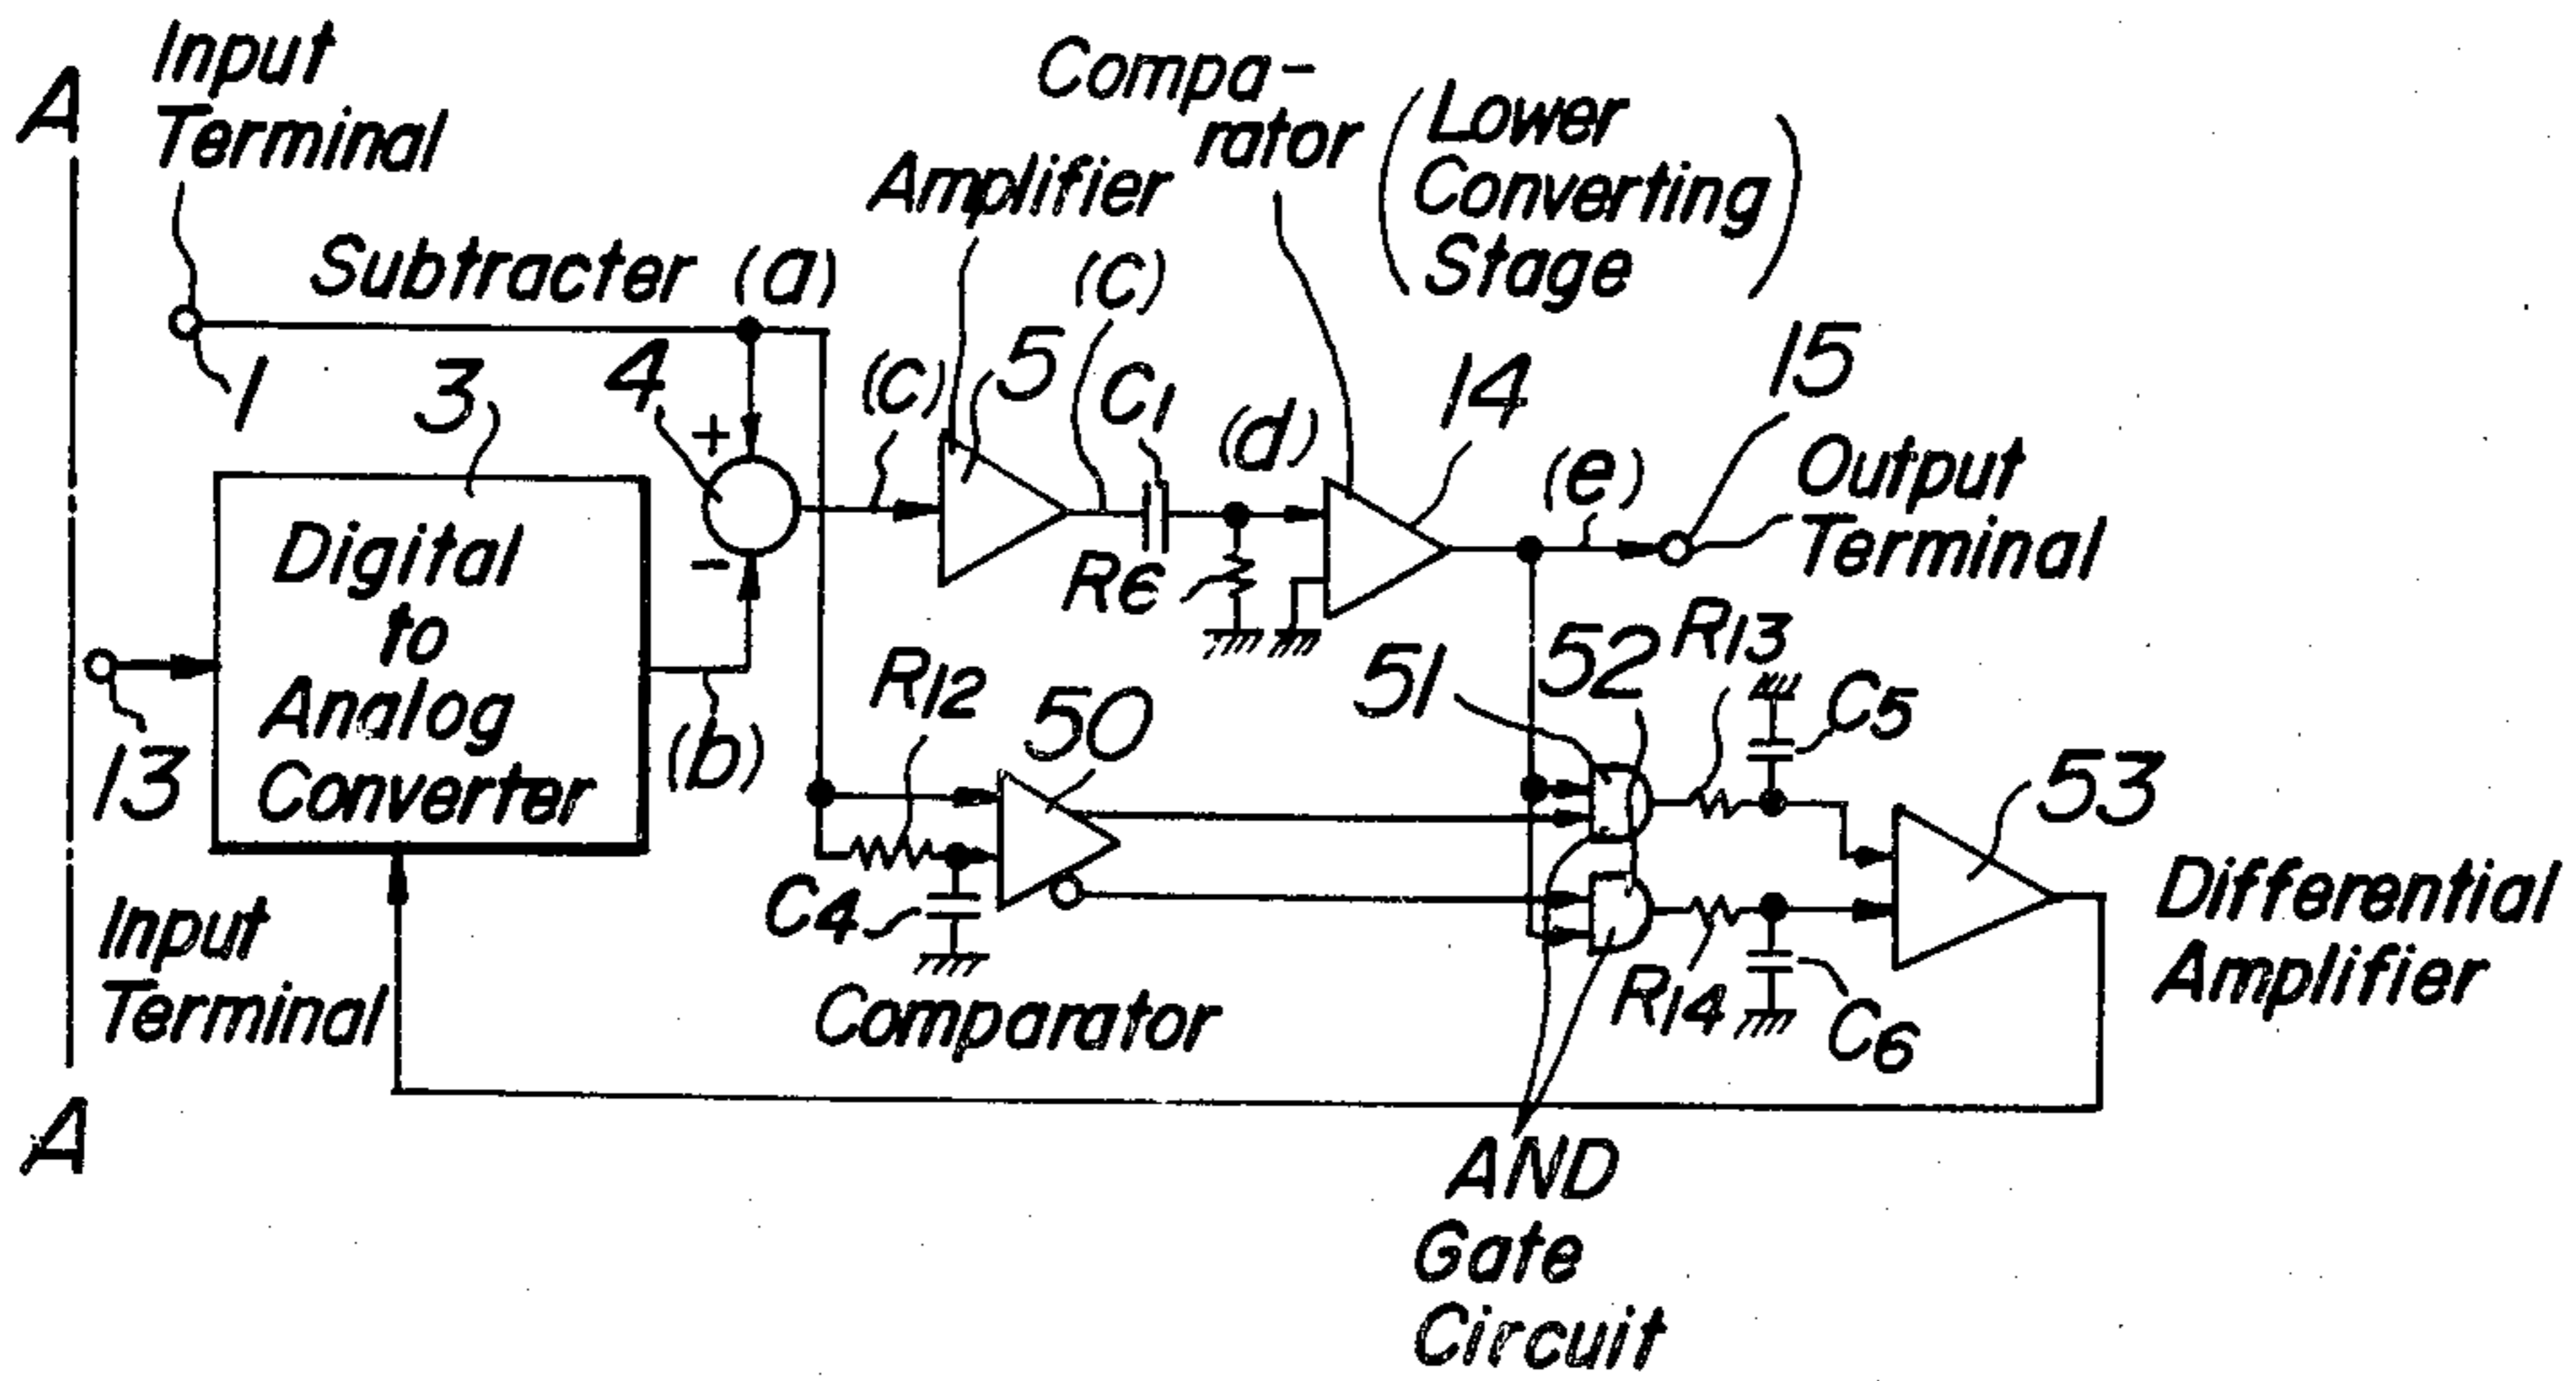 A
Input
Terminal
1
Subtracter
(a)
4
+
-
3
Digital
to
Analog
Converter
13
Input
Terminal
A
(b)
Amplifier
5
(c)
(c)
C1
(d)
R6
Compa-
rator
(Lower
Converting
Stage)
14
(e)
15
Output
Terminal
R12
50
C4
Comparator
51
52
R13
C5
53
Differential
Amplifier
R14
C6
AND
Gate
Circuit